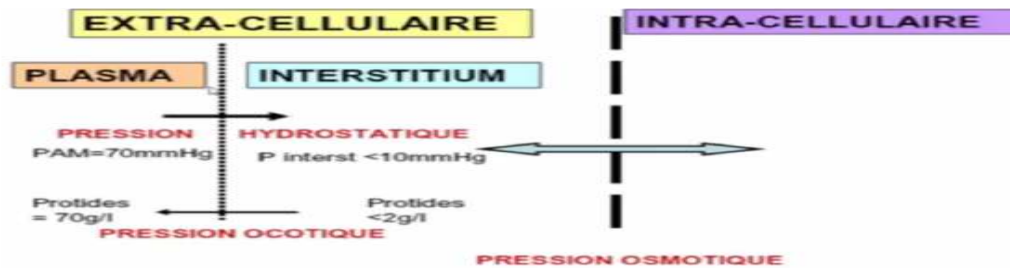 EXTRA-CELLULAIRE
INTRA-CELLULAIRE
PLASMA
INTERSTITIUM
PRESSION HYDROSTATIQUE
PAM=70mmHg
P interst <10mmHg
Protides
= 70g/l
Protides
<2g/l
PRESSION OCOTIQUE
PRESSION OSMOTIQUE